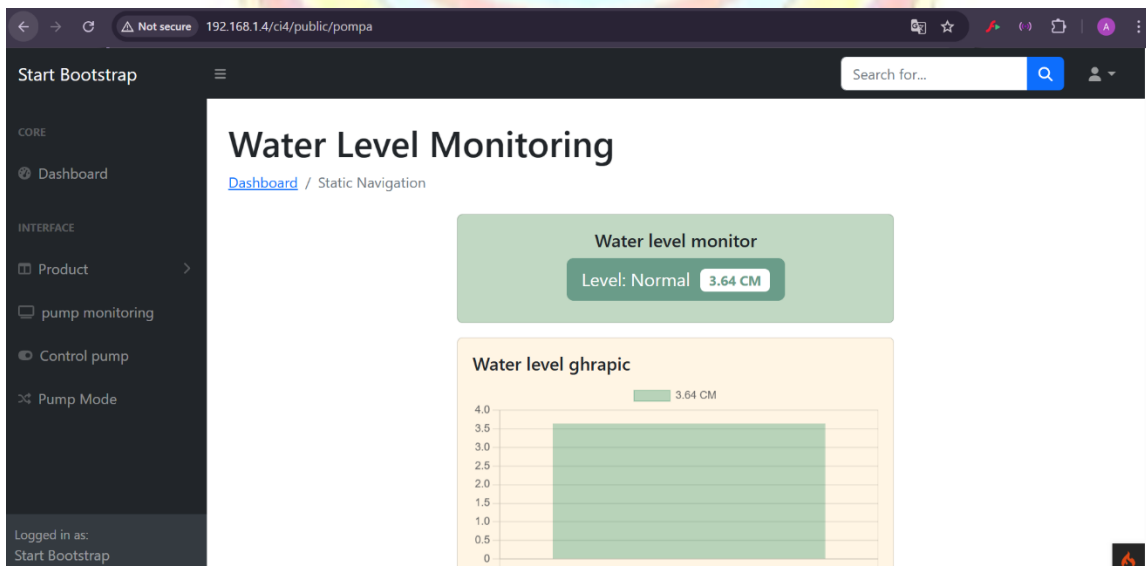 Not secure 192.168.1.4/ci4/public/pompa A
Start Bootstrap Search for...
CORE
Dashboard
INTERFACE
Product
pump monitoring
Control pump
Pump Mode
Logged in as:
Start Bootstrap
Water Level Monitoring
Dashboard / Static Navigation
Water level monitor
Level: Normal 3.64 CM
Water level ghrapic
3.64 CM
4.0
3.5
3.0
2.5
2.0
1.5
1.0
0.5
0